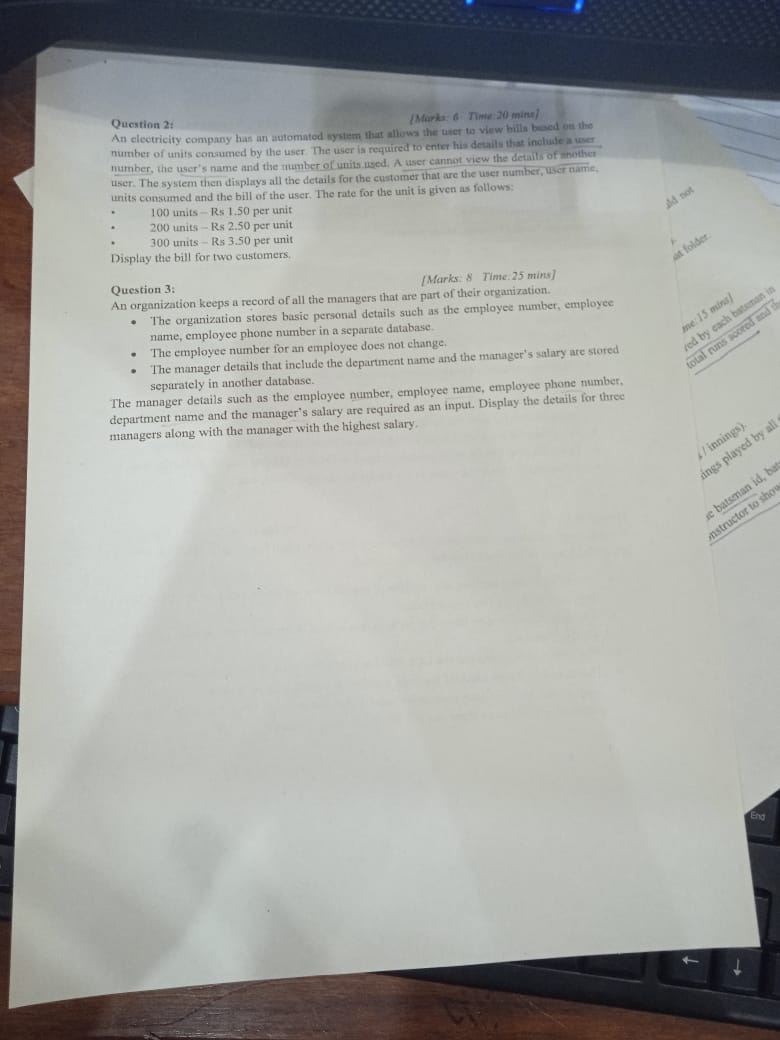 [Marks: 6 Time:20 mins]
Question 2:
An electricity company has an automated system that allows the user to view bills based on the
number of units consumed by the user. The user is required to enter his details that include a user
number, the user's name and the number of units used. A user cannot view the details of another
user. The system then displays all the details for the customer that are the user number, user name,
units consumed and the bill of the user. The rate for the unit is given as follows:
• 100 units – Rs 1.50 per unit
• 200 units – Rs 2.50 per unit
• 300 units – Rs 3.50 per unit
Display the bill for two customers.
[Marks: 8 Time:25 mins]
Question 3:
An organization keeps a record of all the managers that are part of their organization.
• The organization stores basic personal details such as the employee number, employee
name, employee phone number in a separate database.
• The employee number for an employee does not change.
• The manager details that include the department name and the manager's salary are stored
separately in another database.
The manager details such as the employee number, employee name, employee phone number,
department name and the manager's salary are required as an input. Display the details for three
managers along with the manager with the highest salary.
not
folder.
15 mins]
by each batsman in
total runs scored and
/ innings).
played by all
batsman id,
to
End
←
↓